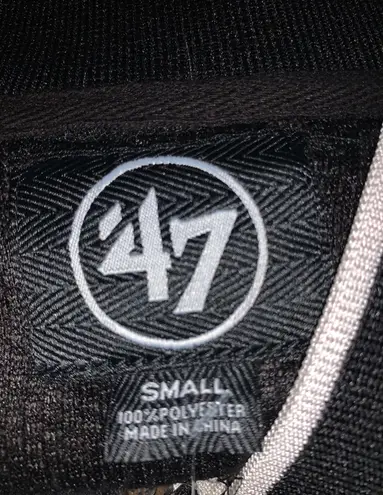 '47
SMALL
100% POLYESTER
MADE IN CHINA